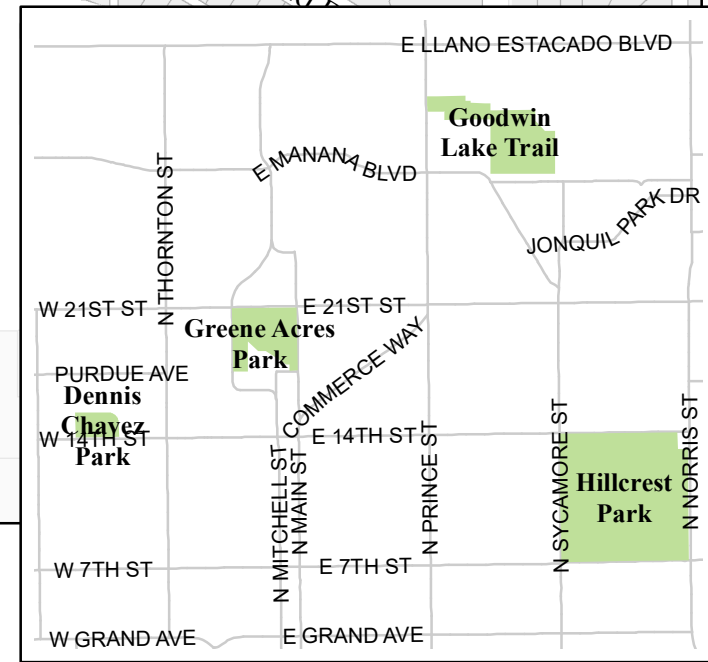 E LLANO ESTACADO BLVD
Goodwin
Lake Trail
E MANANA BLVD
N THORNTON ST
JONQUIL PARK DR
W 21ST ST
E 21ST ST
Greene Acres
Park
COMMERCE WAY
PURDUE AVE
Dennis
Chavez
Park
W 14TH ST
E 14TH ST
N MITCHELL ST
N MAIN ST
N PRINCE ST
N SYCAMORE ST
N NORRIS ST
Hillcrest
Park
W 7TH ST
E 7TH ST
W GRAND AVE
E GRAND AVE